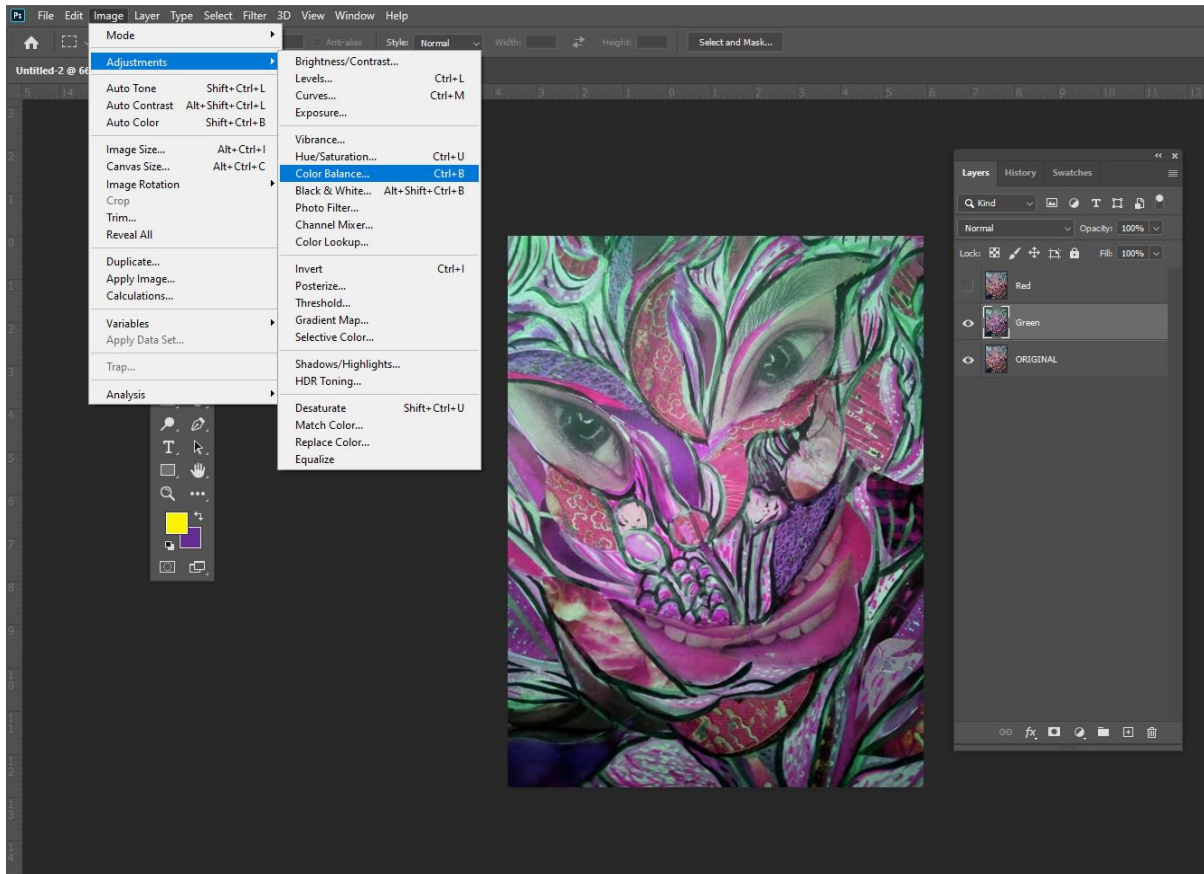 Ps File Edit Image Layer Type Select Filter 3D View Window Help
Anti-alias Style: Normal Width: Height: Select and Mask...
Untitled-2 @ 66
Mode
Adjustments
Auto Tone Shift+Ctrl+L
Auto Contrast Alt+Shift+Ctrl+L
Auto Color Shift+Ctrl+B
Image Size... Alt+Ctrl+I
Canvas Size... Alt+Ctrl+C
Image Rotation
Crop
Trim...
Reveal All
Duplicate...
Apply Image...
Calculations...
Variables
Apply Data Set...
Trap...
Analysis
Brightness/Contrast...
Levels... Ctrl+L
Curves... Ctrl+M
Exposure...
Vibrance...
Hue/Saturation... Ctrl+U
Color Balance... Ctrl+B
Black & White... Alt+Shift+Ctrl+B
Photo Filter...
Channel Mixer...
Color Lookup...
Invert Ctrl+I
Posterize...
Threshold...
Gradient Map...
Selective Color...
Shadows/Highlights...
HDR Toning...
Desaturate Shift+Ctrl+U
Match Color...
Replace Color...
Equalize
Layers History Swatches
Kind
Normal Opacity: 100%
Lock: Fill: 100%
Red
Green
ORIGINAL